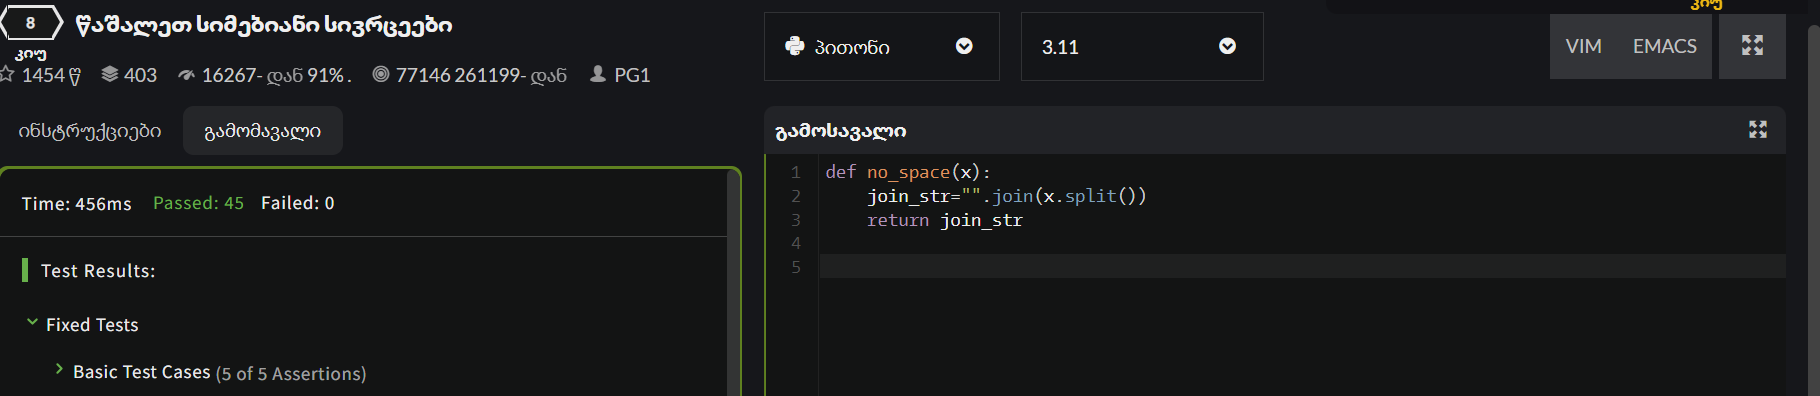 8 წაშალეთ სიმებიანი სივრცეები
კიუ
1454 წ 403 16267- დან 91% . 77146 261199- დან PG1
ინსტრუქციები გამომავალი
Time: 456ms Passed: 45 Failed: 0
Test Results:
Fixed Tests
Basic Test Cases (5 of 5 Assertions)
პითონი 3.11
კიუ
VIM EMACS
გამოსავალი
1 def no_space(x):
2 join_str="".join(x.split())
3 return join_str
4
5